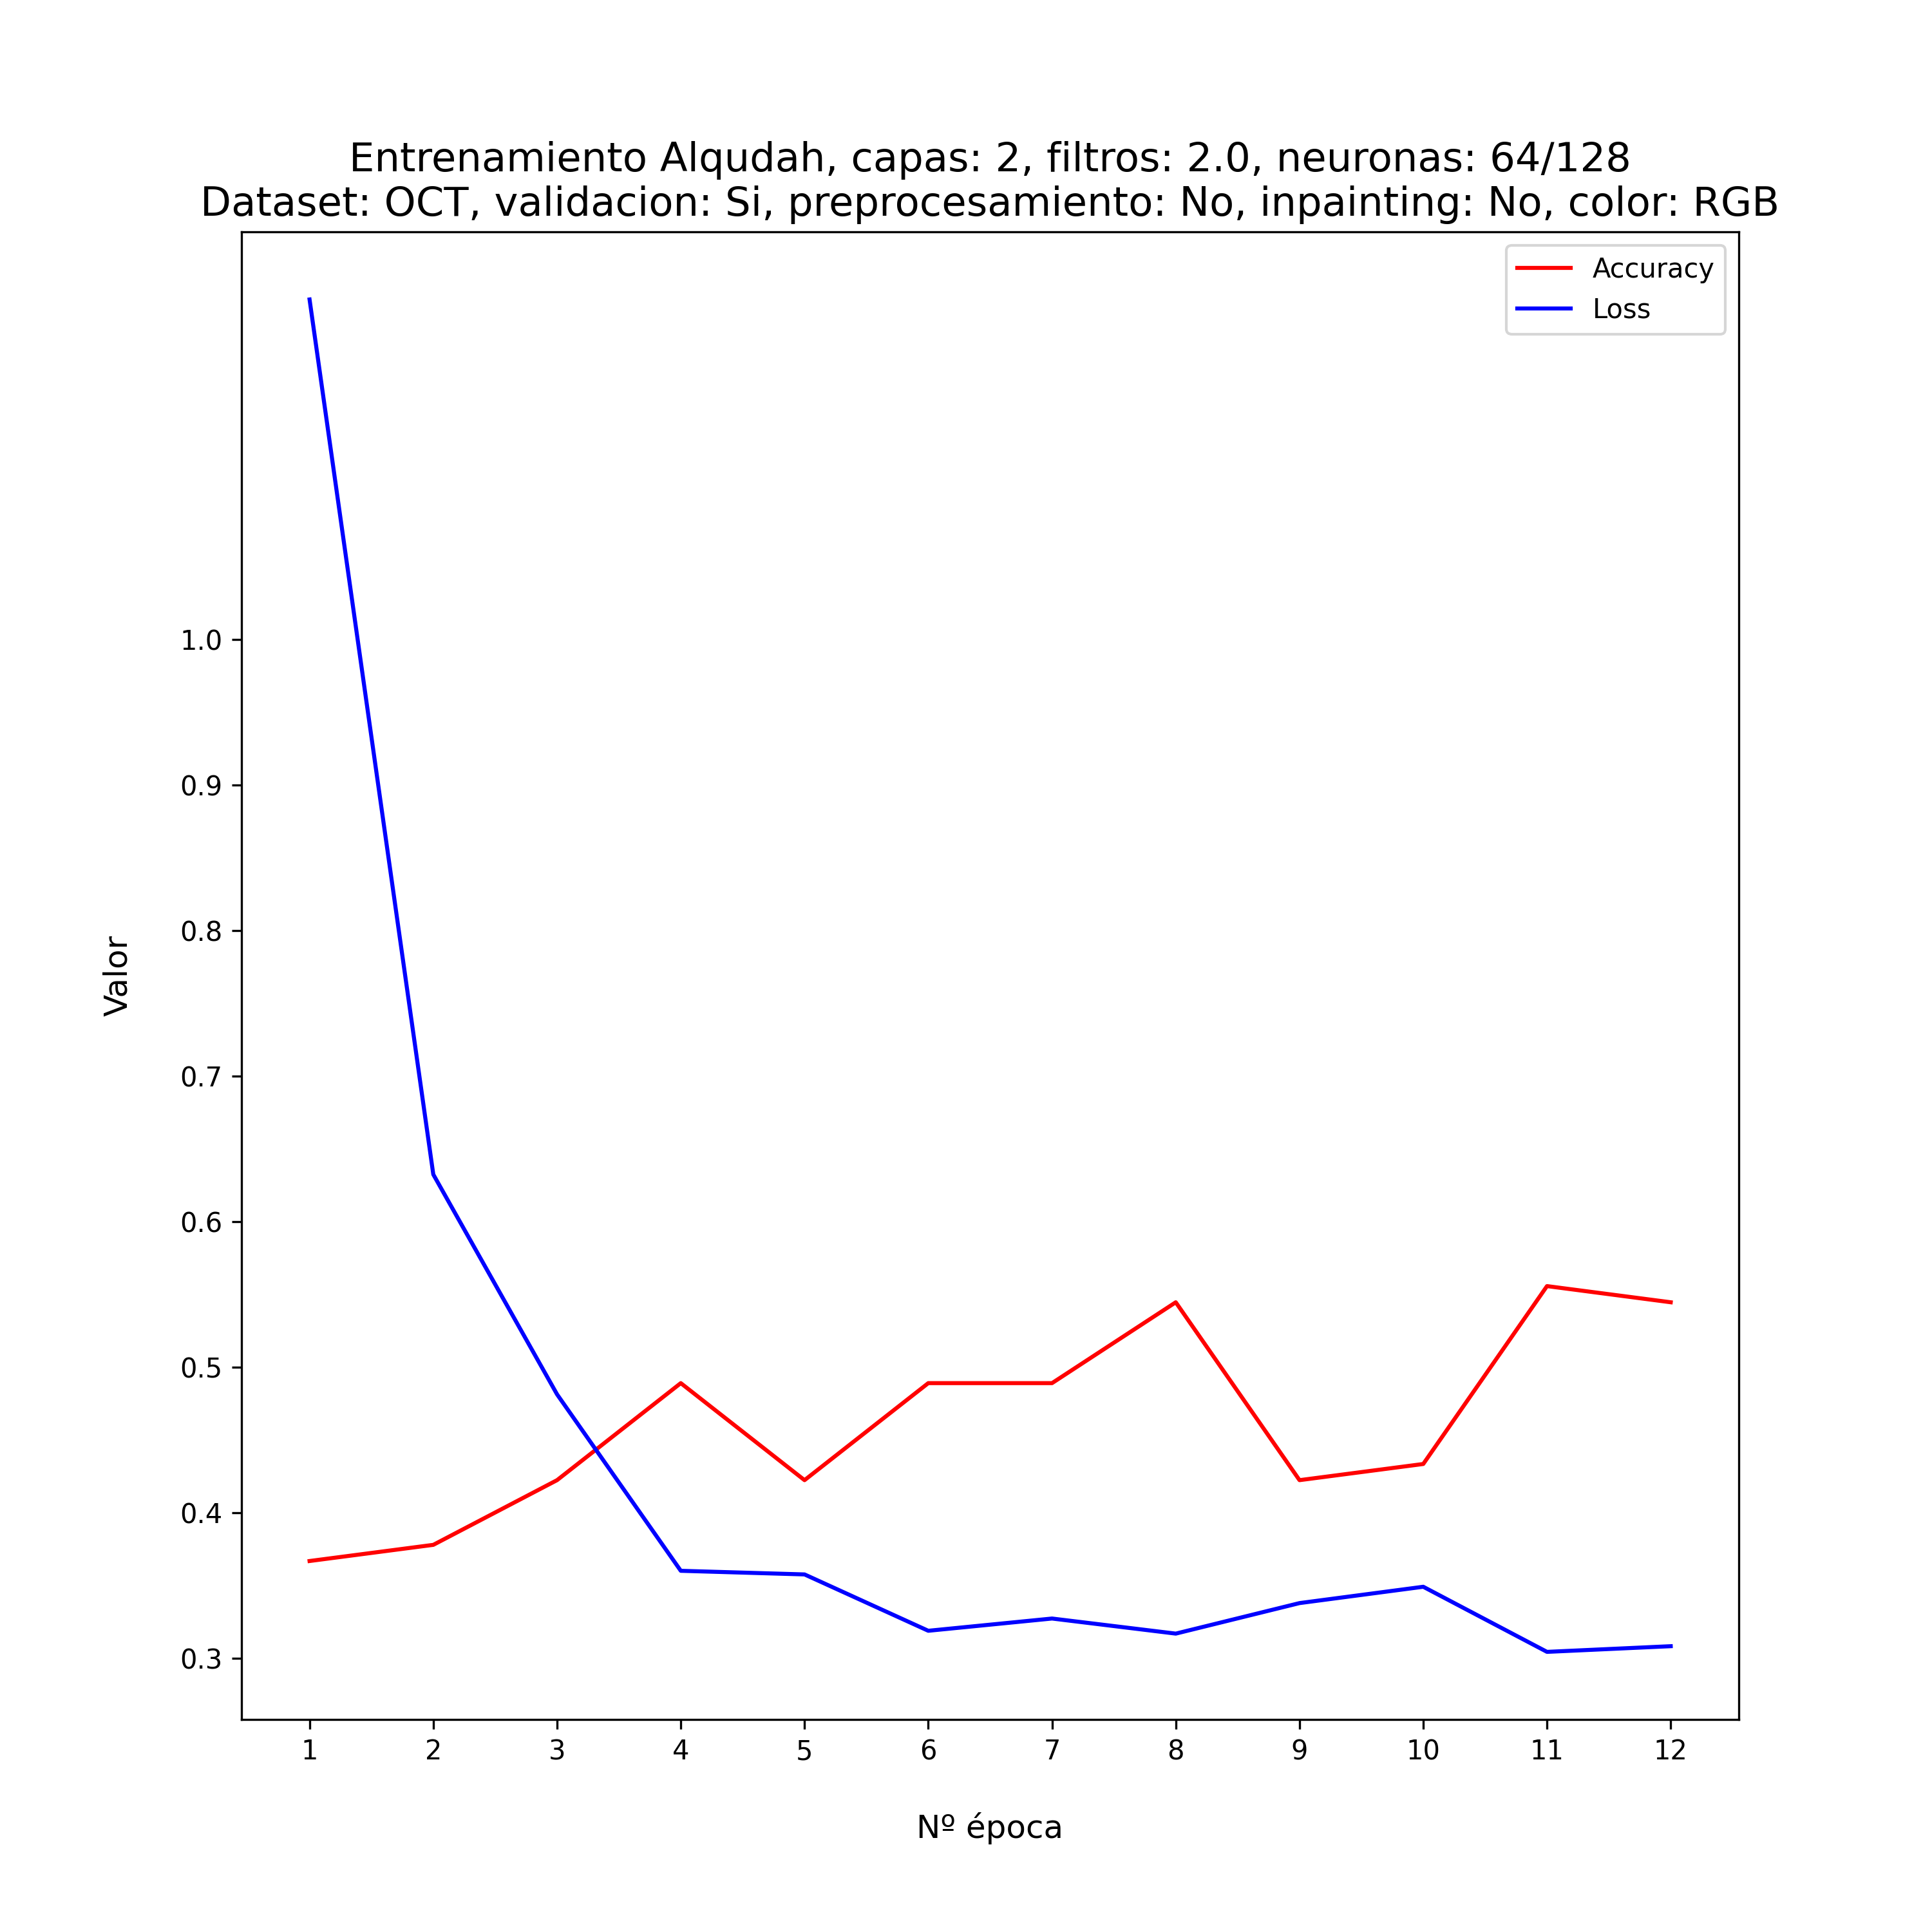 Entrenamiento Alqudah, capas: 2, filtros: 2.0, neuronas: 64/128
Dataset: OCT, validacion: Si, preprocesamiento: No, inpainting: No, color: RGB
Accuracy
Loss
Valor
1.0
0.9
0.8
0.7
0.6
0.5
0.4
0.3
1 2 3 4 5 6 7 8 9 10 11 12
Nº época